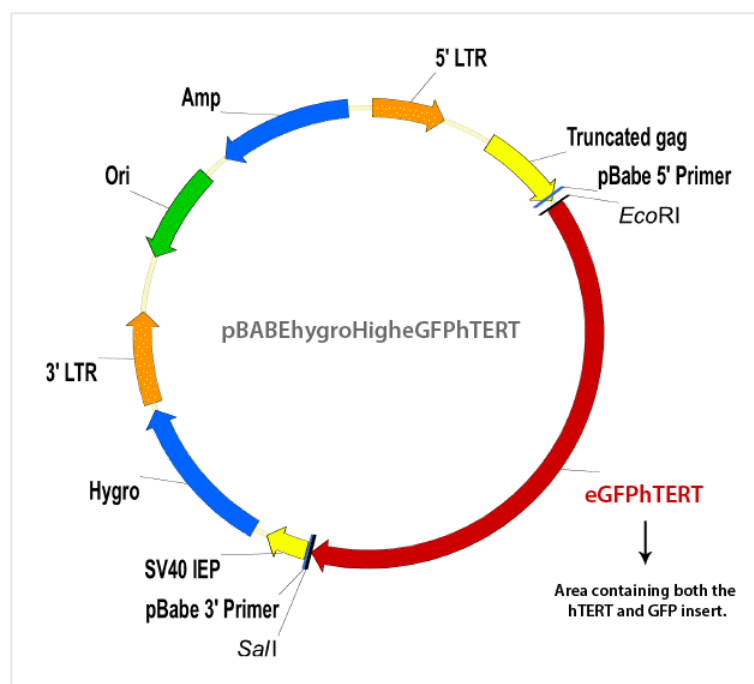 5' LTR
Amp
Truncated gag
pBabe 5' Primer
EcoRI
Ori
pBABEhygroHigheGFPhTERT
3' LTR
Hygro
eGFPhTERT
SV40 IEP
Area containing both the
hTERT and GFP insert.
pBabe 3' Primer
SalI